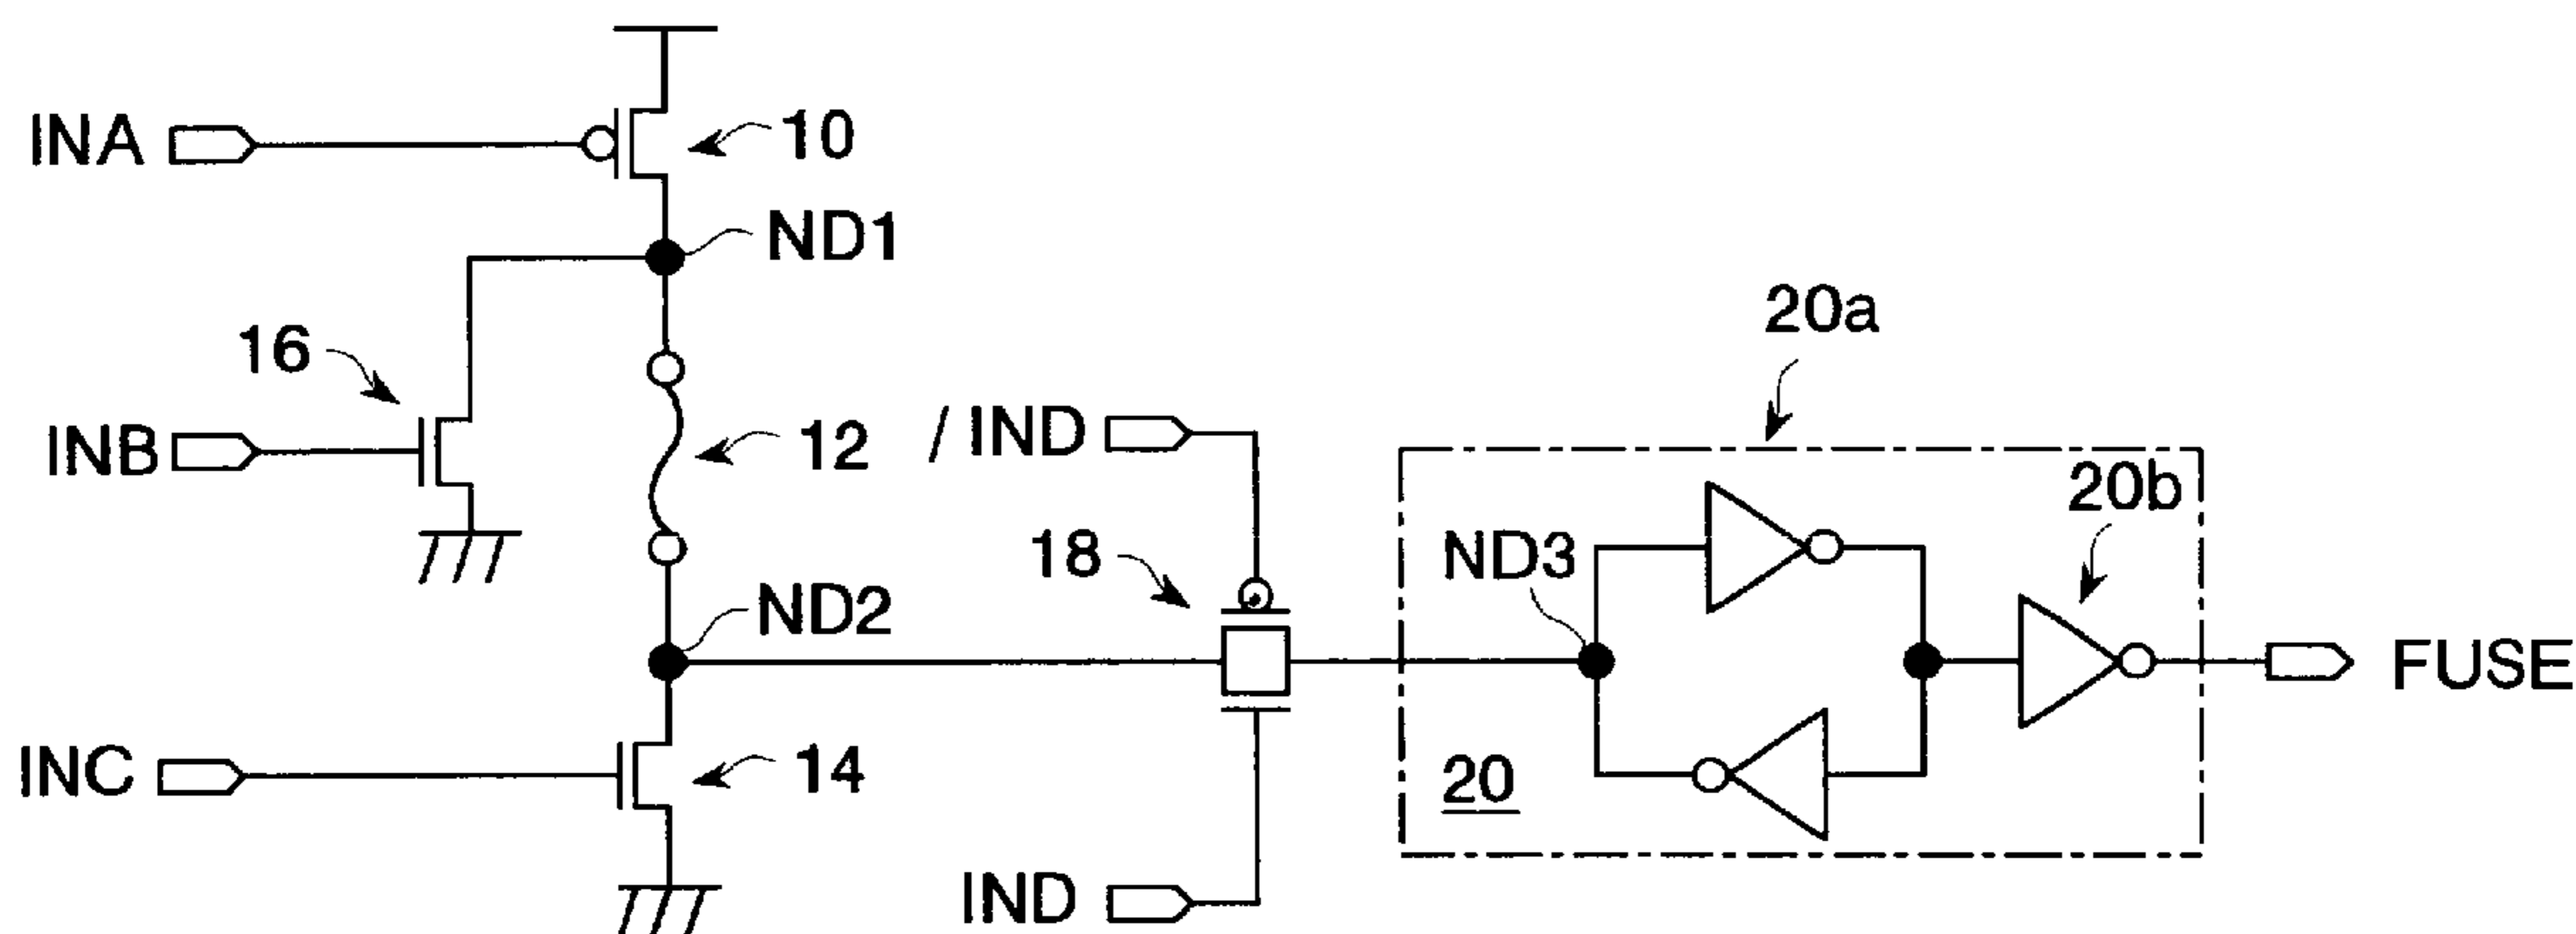 INA
10
ND1
20a
16
INB
12
/ IND
20b
18
ND3
ND2
FUSE
INC
14
20
IND